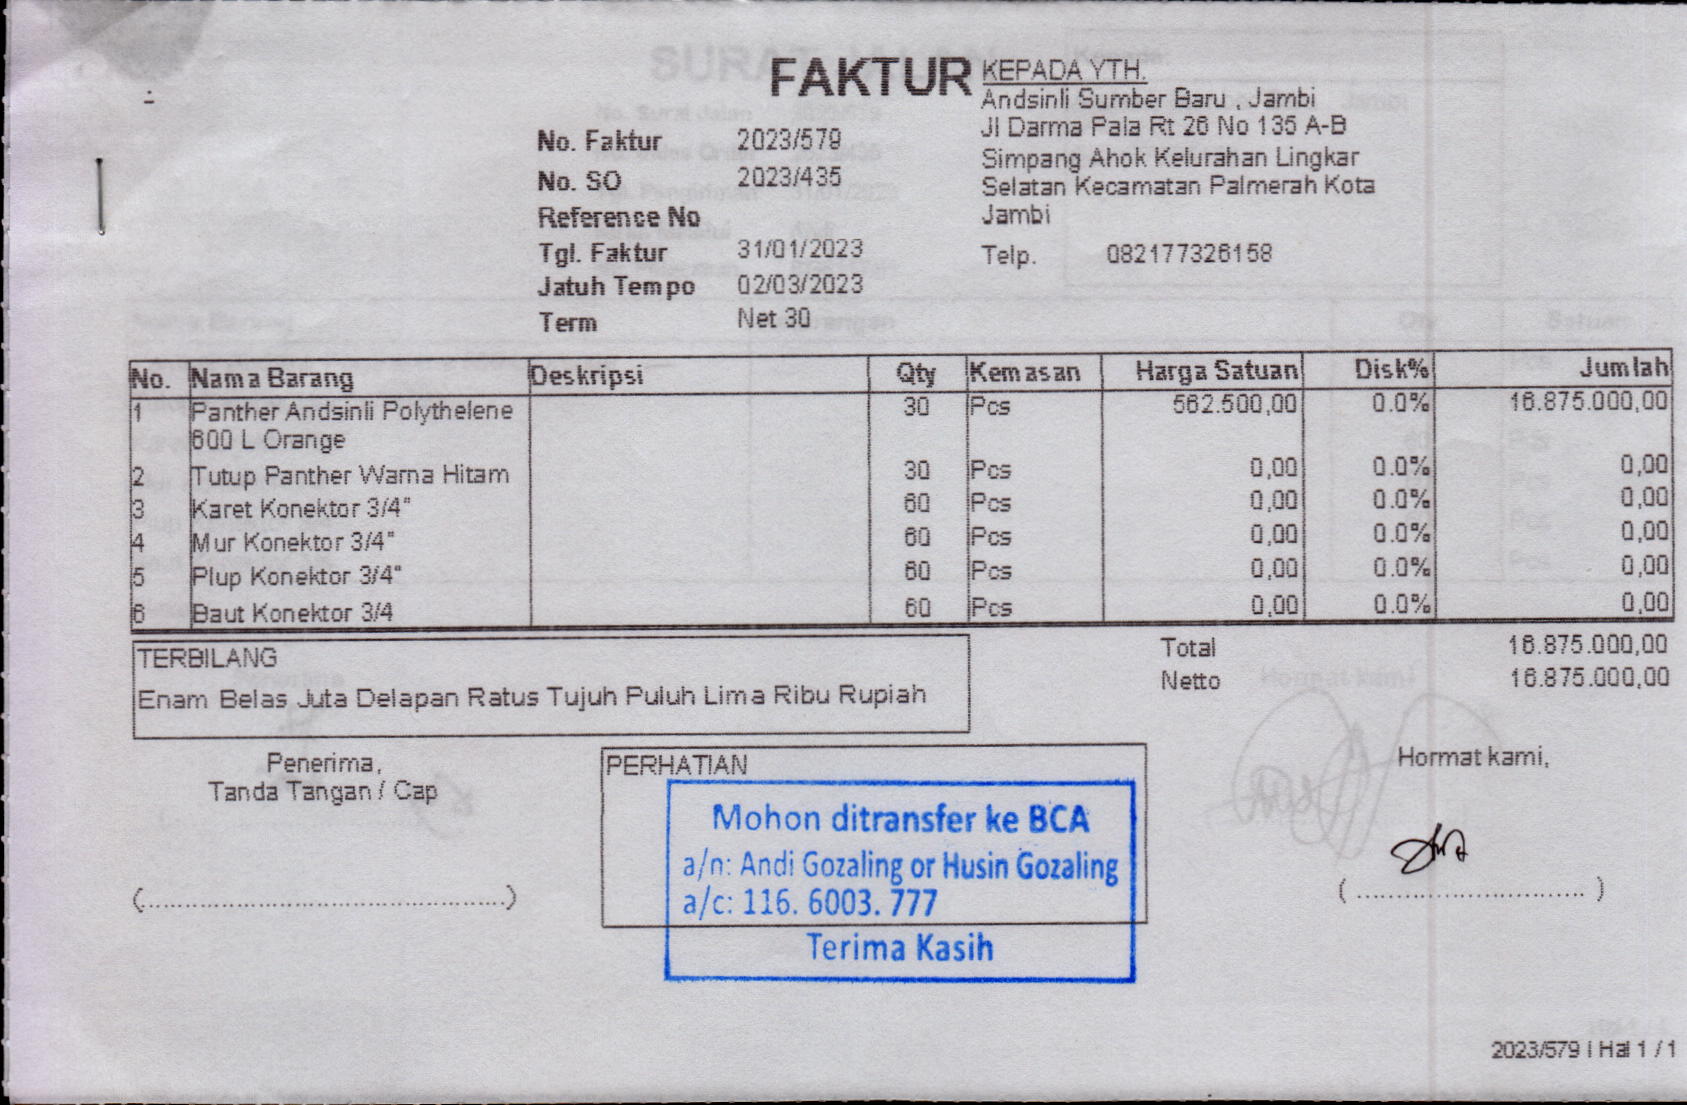 FAKTUR
No. Faktur 2023/579
No. SO 2023/435
Reference No
Tgl. Faktur 31/01/2023
Jatuh Tempo 02/03/2023
Term Net 30
KEPADA YTH.
Andsinli Sumber Baru , Jambi
Jl Darma Pala Rt 26 No 135 A-B
Simpang Ahok Kelurahan Lingkar
Selatan Kecamatan Palmerah Kota
Jambi
Telp. 082177326158
No. Nama Barang Deskripsi Qty Kemasan Harga Satuan Disk% Jumlah
1 Panther Andsinli Polythelene 30 Pcs 562.500,00 0.0% 16.875.000,00
600 L Orange
2 Tutup Panther Warna Hitam 30 Pcs 0,00 0.0% 0,00
3 Karet Konektor 3/4" 60 Pcs 0,00 0.0% 0,00
4 Mur Konektor 3/4" 60 Pcs 0,00 0.0% 0,00
5 Plup Konektor 3/4" 60 Pcs 0,00 0.0% 0,00
6 Baut Konektor 3/4 60 Pcs 0,00 0.0% 0,00
TERBILANG
Enam Belas Juta Delapan Ratus Tujuh Puluh Lima Ribu Rupiah
Total 16.875.000,00
Netto 16.875.000,00
Penerima,
Tanda Tangan / Cap
PERHATIAN
Mohon ditransfer ke BCA
a/n: Andi Gozaling or Husin Gozaling
a/c: 116. 6003. 777
Terima Kasih
Hormat kami,
2023/579 | Hal 1 / 1